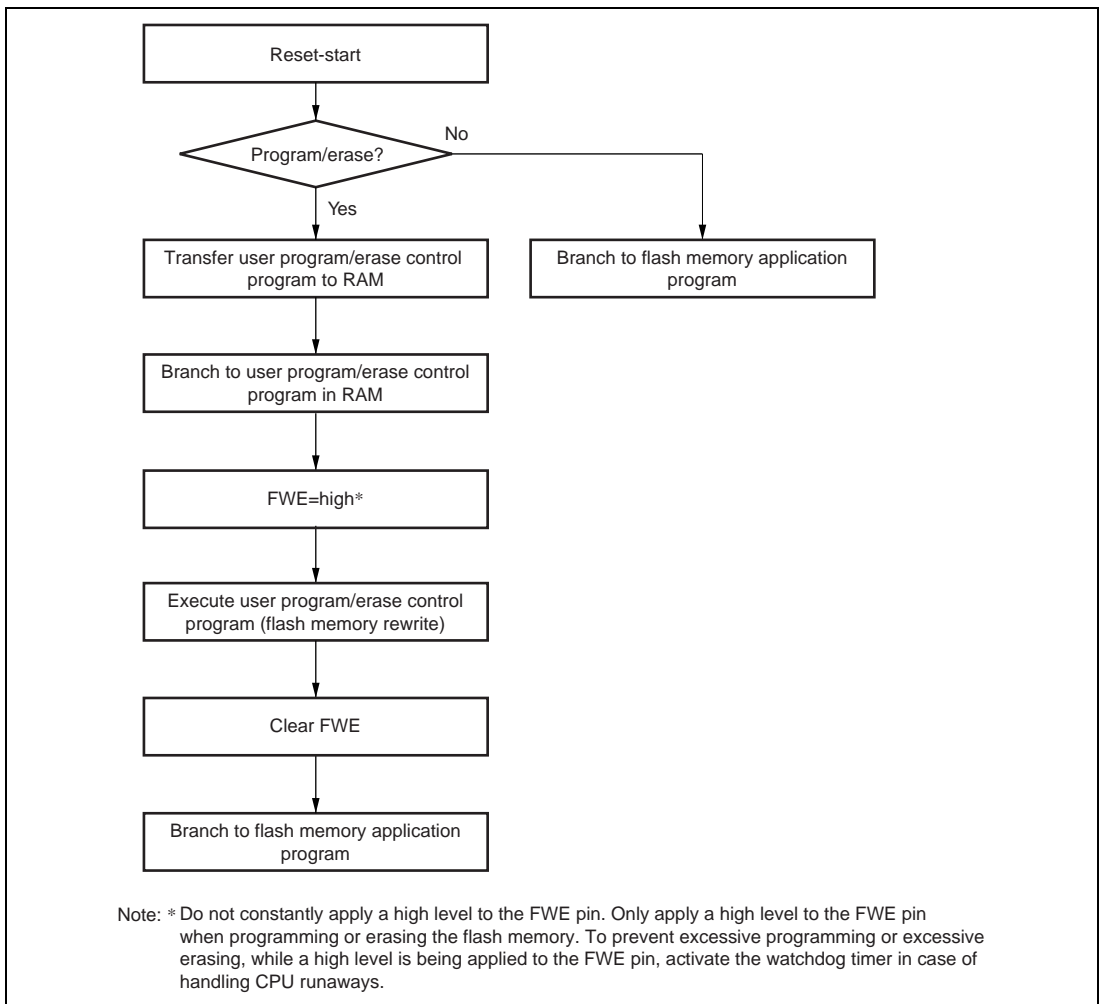 Reset-start
Program/erase?
No
Yes
Transfer user program/erase control
program to RAM
Branch to flash memory application
program
Branch to user program/erase control
program in RAM
FWE=high*
Execute user program/erase control
program (flash memory rewrite)
Clear FWE
Branch to flash memory application
program
Note: * Do not constantly apply a high level to the FWE pin. Only apply a high level to the FWE pin
when programming or erasing the flash memory. To prevent excessive programming or excessive
erasing, while a high level is being applied to the FWE pin, activate the watchdog timer in case of
handling CPU runaways.